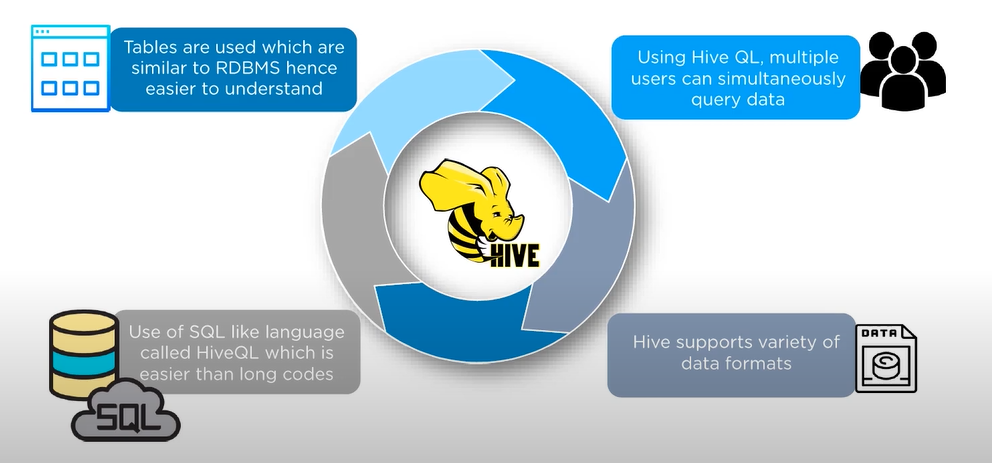 Tables are used which are
similar to RDBMS hence
easier to understand
Using Hive QL, multiple
users can simultaneously
query data
HIVE
Use of SQL like language
called HiveQL which is
easier than long codes
SQL
Hive supports variety of
data formats
DATA